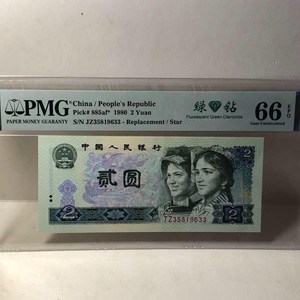 PMG
PAPER MONEY GUARANTY
China / People's Republic
Pick# 885af* 1980 2 Yuan
S/N JZ35819633 - Replacement / Star
绿钻
Fluorescent Green Diamonds
66 EPQ
Gem Uncirculated
中国人民银行
贰圆
2
2
JZ35819633